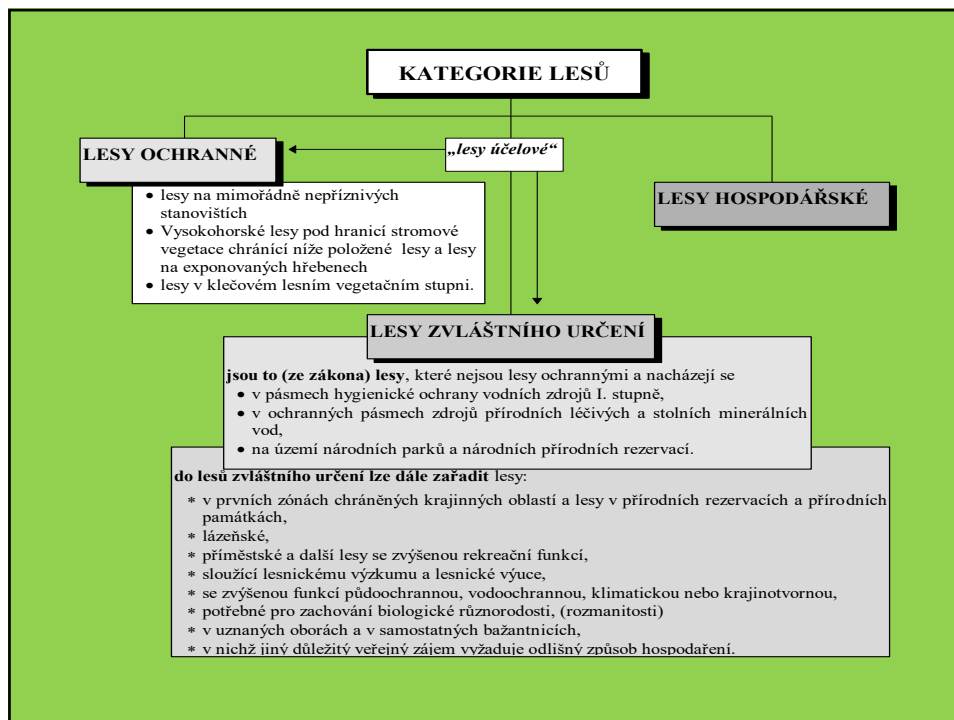 KATEGORIE LESŮ
LESY OCHRANNÉ
„lesy účelové“
LESY HOSPODÁŘSKÉ
• lesy na mimořádně nepříznivých
stanovištích
• Vysokohorské lesy pod hranicí stromové
vegetace chránící níže položené lesy a lesy
na exponovaných hřebenech
• lesy v klečovém lesním vegetačním stupni.
LESY ZVLÁŠTNÍHO URČENÍ
jsou to (ze zákona) lesy, které nejsou lesy ochrannými a nacházejí se
• v pásmech hygienické ochrany vodních zdrojů I. stupně,
• v ochranných pásmech zdrojů přírodních léčivých a stolních minerálních
vod,
• na území národních parků a národních přírodních rezervací.
do lesů zvláštního určení lze dále zařadit lesy:
* v prvních zónách chráněných krajinných oblastí a lesy v přírodních rezervacích a přírodních
památkách,
* lázeňské,
* příměstské a další lesy se zvýšenou rekreační funkcí,
* sloužící lesnickému výzkumu a lesnické výuce,
* se zvýšenou funkcí půdoochrannou, vodoochrannou, klimatickou nebo krajinotvornou,
* potřebné pro zachování biologické různorodosti, (rozmanitosti)
* v uznaných oborách a v samostatných bažantnicích,
* v nichž jiný důležitý veřejný zájem vyžaduje odlišný způsob hospodaření.